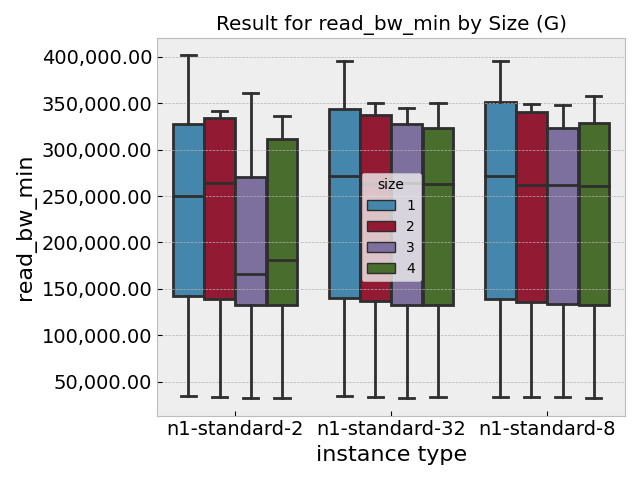 Result for read_bw_min by Size (G)
400,000.00
350,000.00
300,000.00
250,000.00
200,000.00
150,000.00
100,000.00
50,000.00
read_bw_min
size
1
2
3
4
n1-standard-2 n1-standard-32 n1-standard-8
instance type